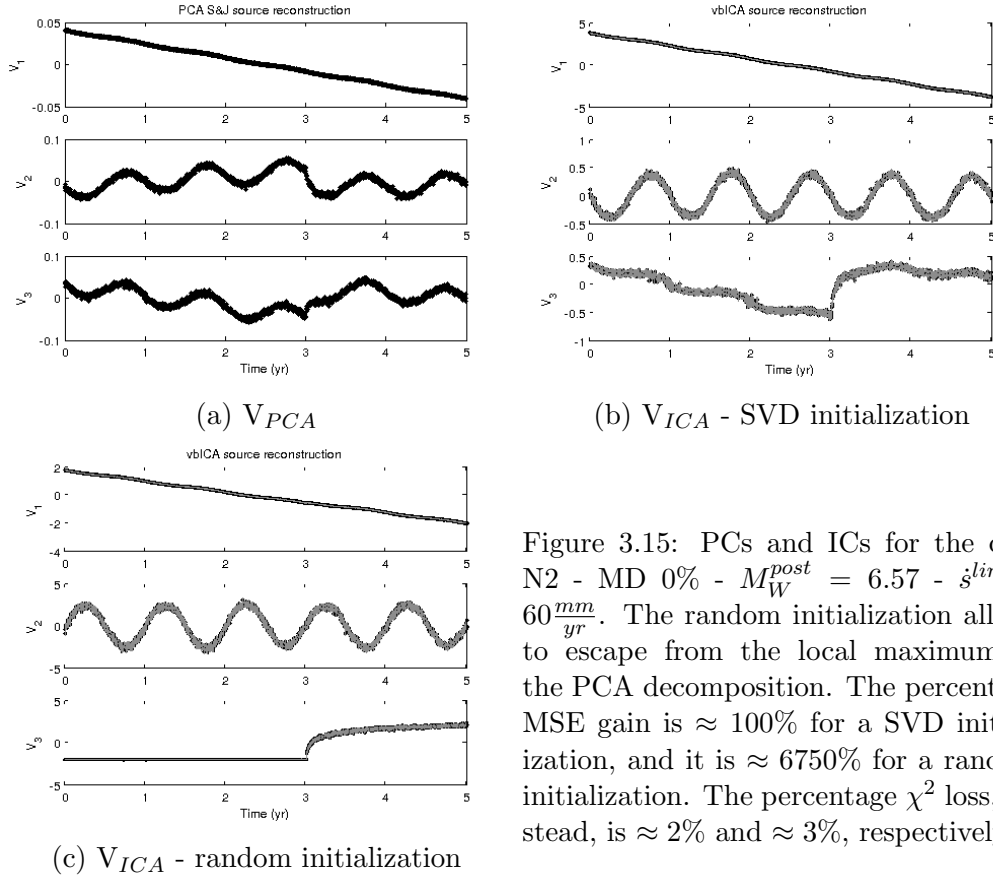 PCA S&J source reconstruction
0.05
0
-0.05
V1
0 1 2 3 4 5
0.1
0
-0.1
V2
0 1 2 3 4 5
0.1
0
-0.1
V3
0 1 2 3 4 5
Time (yr)
(a) V_PCA
vbICA source reconstruction
5
0
-5
V1
0 1 2 3 4 5
1
0.5
0
-0.5
V2
0 1 2 3 4 5
0.5
0
-0.5
-1
V3
0 1 2 3 4 5
Time (yr)
(b) V_ICA - SVD initialization
vbICA source reconstruction
2
0
-2
-4
V1
0 1 2 3 4 5
5
0
-5
V2
0 1 2 3 4 5
5
0
-5
V3
0 1 2 3 4 5
Time (yr)
(c) V_ICA - random initialization
Figure 3.15: PCs and ICs for the
N2 - MD 0% - M_W^post = 6.57 - ṡ^lin
60 mm/yr. The random initialization all
to escape from the local maximum
the PCA decomposition. The percent
MSE gain is ≈ 100% for a SVD init
ization, and it is ≈ 6750% for a rando
initialization. The percentage χ² loss.
stead, is ≈ 2% and ≈ 3%, respectivel